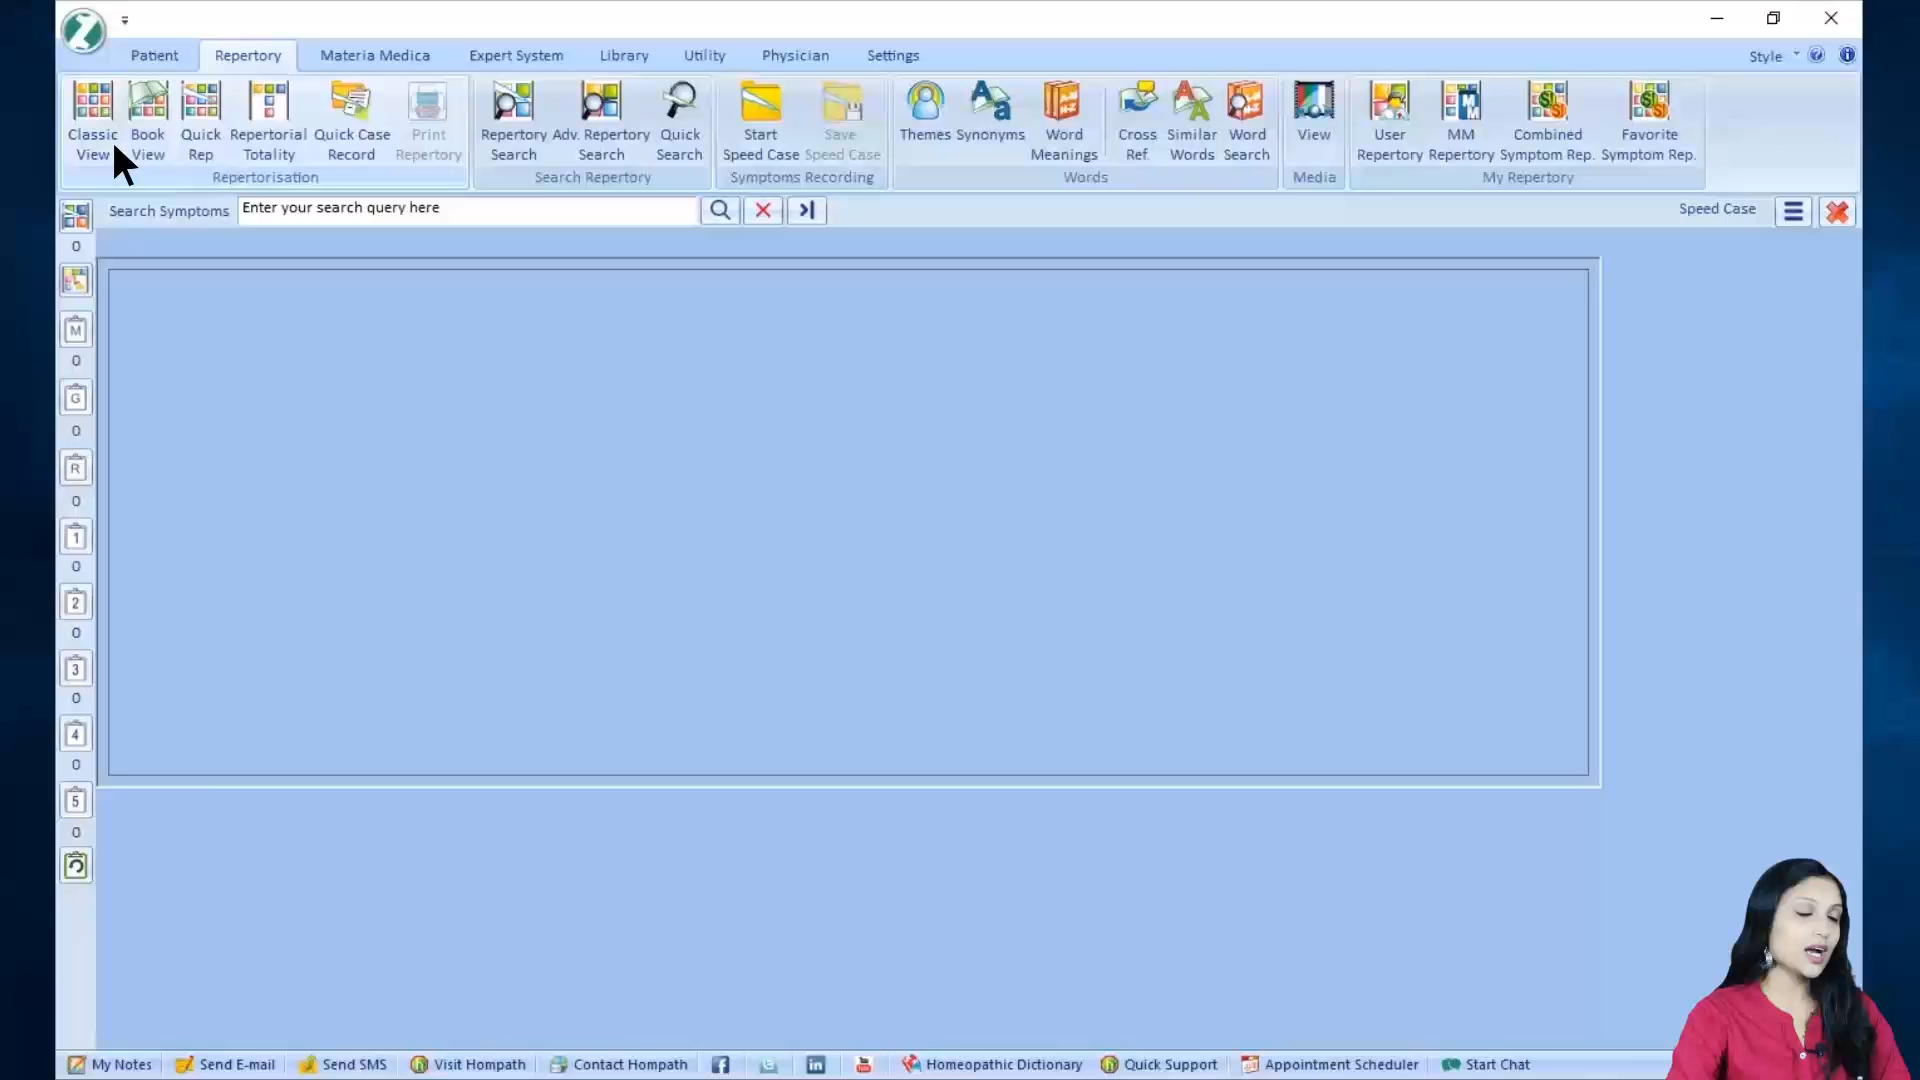 Patient Repertory Materia Medica Expert System Library Utility Physician Settings Style
Classic View Book View Quick Rep Repertorial Totality Quick Case Record Print Repertory
Repertorisation
Repertory Search Adv. Repertory Search Quick Search
Search Repertory
Start Speed Case Save Speed Case
Symptoms Recording
Themes Synonyms Word Meanings Cross Ref. Similar Words Word Search
Words
View
Media
User Repertory MM Repertory Combined Symptom Rep. Favorite Symptom Rep.
My Repertory
Search Symptoms Enter your search query here Speed Case
0
M
0
G
0
R
0
1
0
2
0
3
0
4
0
5
0
My Notes Send E-mail Send SMS Visit Hompath Contact Hompath Homeopathic Dictionary Quick Support Appointment Scheduler Start Chat